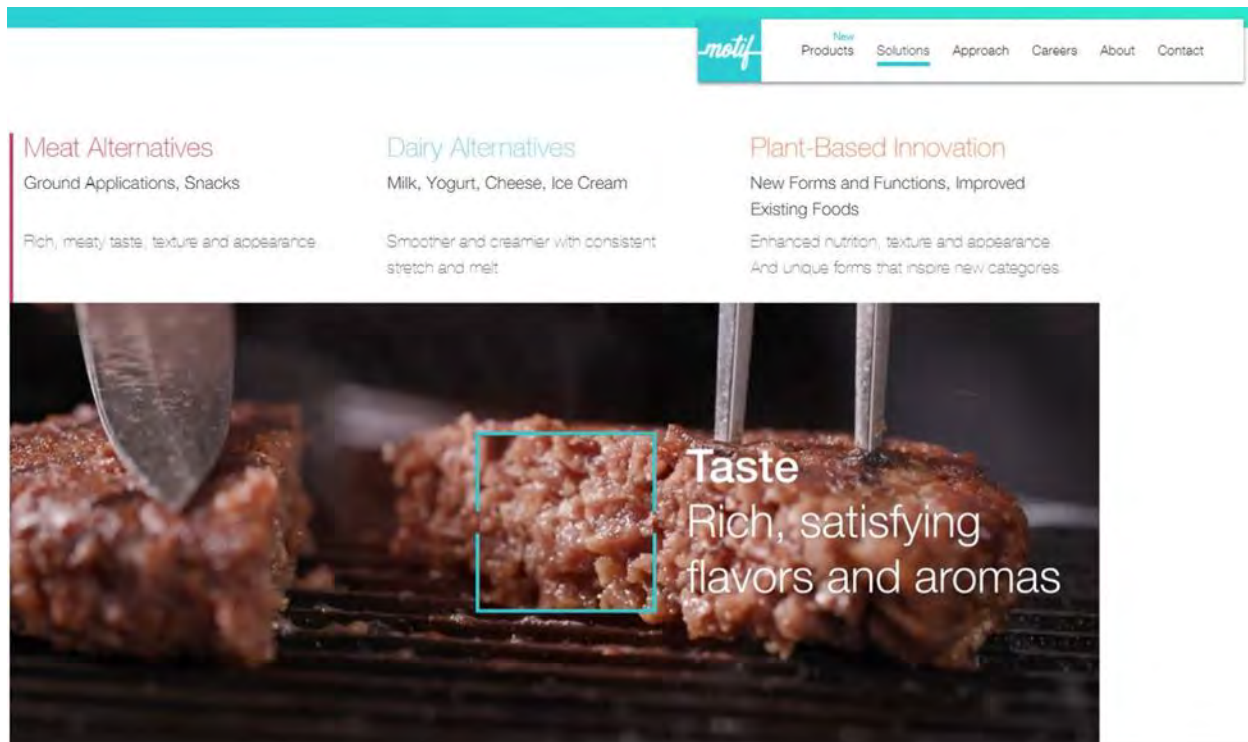 motif
New
Products Solutions Approach Careers About Contact
Meat Alternatives
Ground Applications, Snacks
Rich, meaty taste, texture and appearance
Dairy Alternatives
Milk, Yogurt, Cheese, Ice Cream
Smoother and creamier with consistent
stretch and melt
Plant-Based Innovation
New Forms and Functions, Improved
Existing Foods
Enhanced nutrition, texture and appearance
And unique forms that inspire new categories
Taste
Rich, satisfying
flavors and aromas